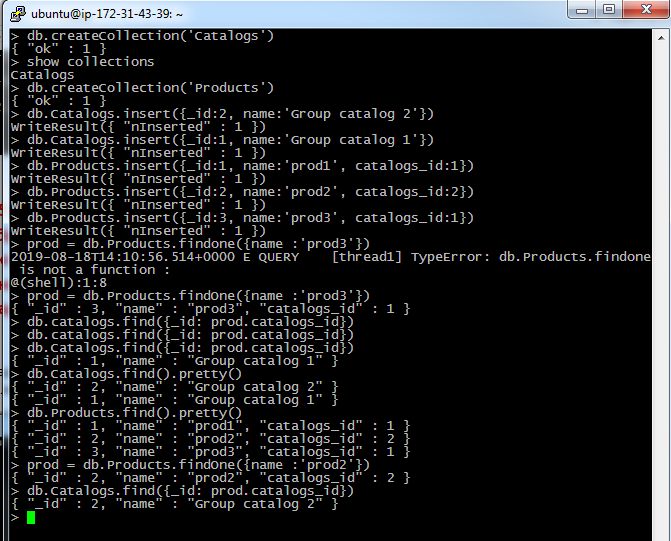 ubuntu@ip-172-31-43-39: ~
> db.createCollection('Catalogs')
{ "ok" : 1 }
> show collections
Catalogs
> db.createCollection('Products')
{ "ok" : 1 }
> db.Catalogs.insert({_id:2, name:'Group catalog 2'})
WriteResult({ "nInserted" : 1 })
> db.Catalogs.insert({_id:1, name:'Group catalog 1'})
WriteResult({ "nInserted" : 1 })
> db.Products.insert({_id:1, name:'prod1', catalogs_id:1})
WriteResult({ "nInserted" : 1 })
> db.Products.insert({_id:2, name:'prod2', catalogs_id:2})
WriteResult({ "nInserted" : 1 })
> db.Products.insert({_id:3, name:'prod3', catalogs_id:1})
WriteResult({ "nInserted" : 1 })
> prod = db.Products.findone({name :'prod3'})
2019-08-18T14:10:56.514+0000 E QUERY    [thread1] TypeError: db.Products.findone
 is not a function :
@(shell):1:8
> prod = db.Products.findOne({name :'prod3'})
{ "_id" : 3, "name" : "prod3", "catalogs_id" : 1 }
> db.catalogs.find({_id: prod.catalogs_id})
> db.catalogs.find({_id: prod.catalogs_id})
> db.Catalogs.find({_id: prod.catalogs_id})
{ "_id" : 1, "name" : "Group catalog 1" }
> db.Catalogs.find().pretty()
{ "_id" : 2, "name" : "Group catalog 2" }
{ "_id" : 1, "name" : "Group catalog 1" }
> db.Products.find().pretty()
{ "_id" : 1, "name" : "prod1", "catalogs_id" : 1 }
{ "_id" : 2, "name" : "prod2", "catalogs_id" : 2 }
{ "_id" : 3, "name" : "prod3", "catalogs_id" : 1 }
> prod = db.Products.findOne({name :'prod2'})
{ "_id" : 2, "name" : "prod2", "catalogs_id" : 2 }
> db.Catalogs.find({_id: prod.catalogs_id})
{ "_id" : 2, "name" : "Group catalog 2" }
>